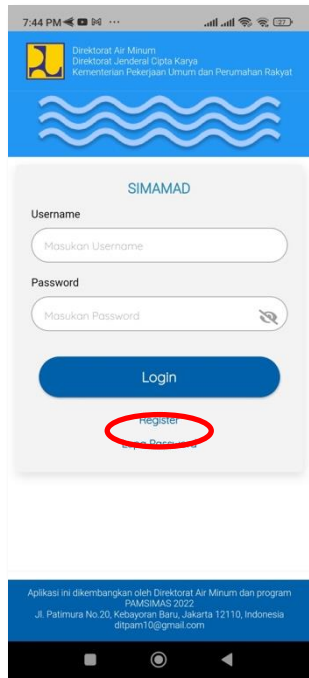 7:44 PM
27
Direktorat Air Minum
Direktorat Jenderal Cipta Karya
Kementerian Pekerjaan Umum dan Perumahan Rakyat
SIMAMAD
Username
Masukan Username
Password
Masukan Password
Login
Register
Lupa Password
Aplikasi ini dikembangkan oleh Direktorat Air Minum dan program
PAMSIMAS 2022
Jl. Patimura No.20, Kebayoran Baru, Jakarta 12110, Indonesia
ditpam10@gmail.com